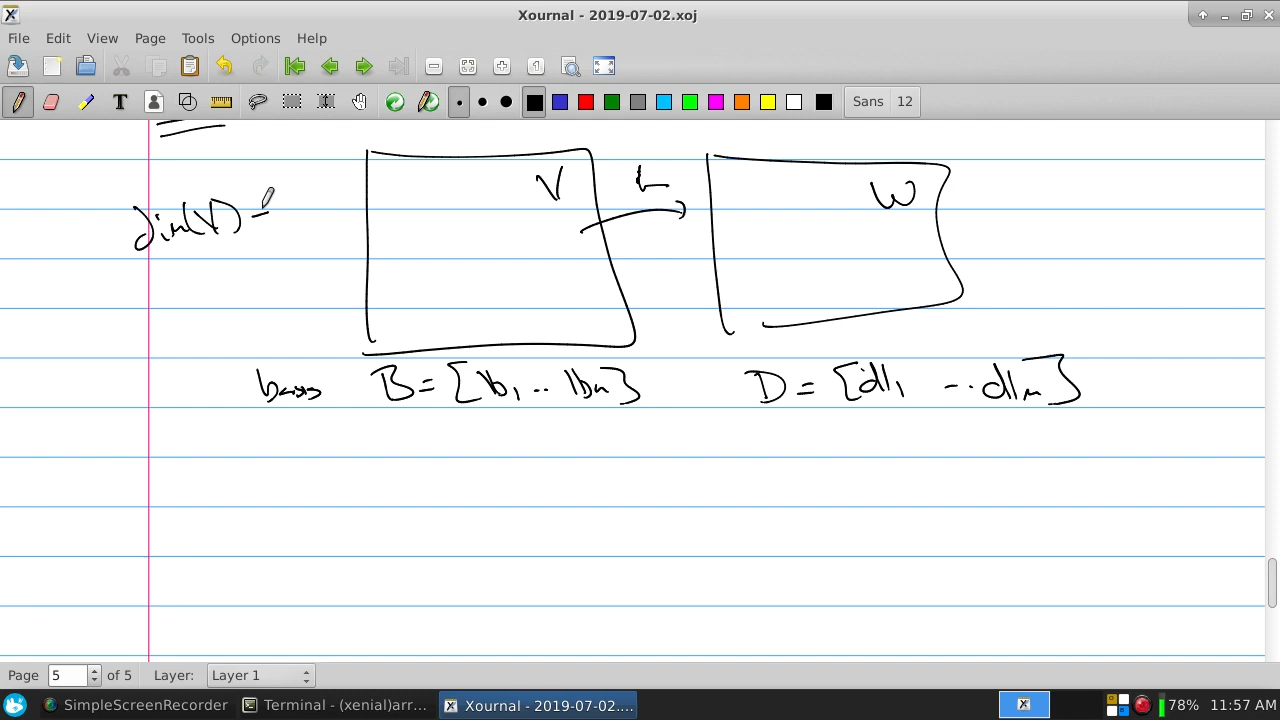 Xournal - 2019-07-02.xoj
File Edit View Page Tools Options Help
Sans 12
V L W
dim(V) =
basis B = [b₁ .. bₙ] D = [d₁ -.. dₘ]
Page 5 of 5 Layer: Layer 1
SimpleScreenRecorder Terminal - (xenial)arr... Xournal - 2019-07-02.... 78% 11:57 AM